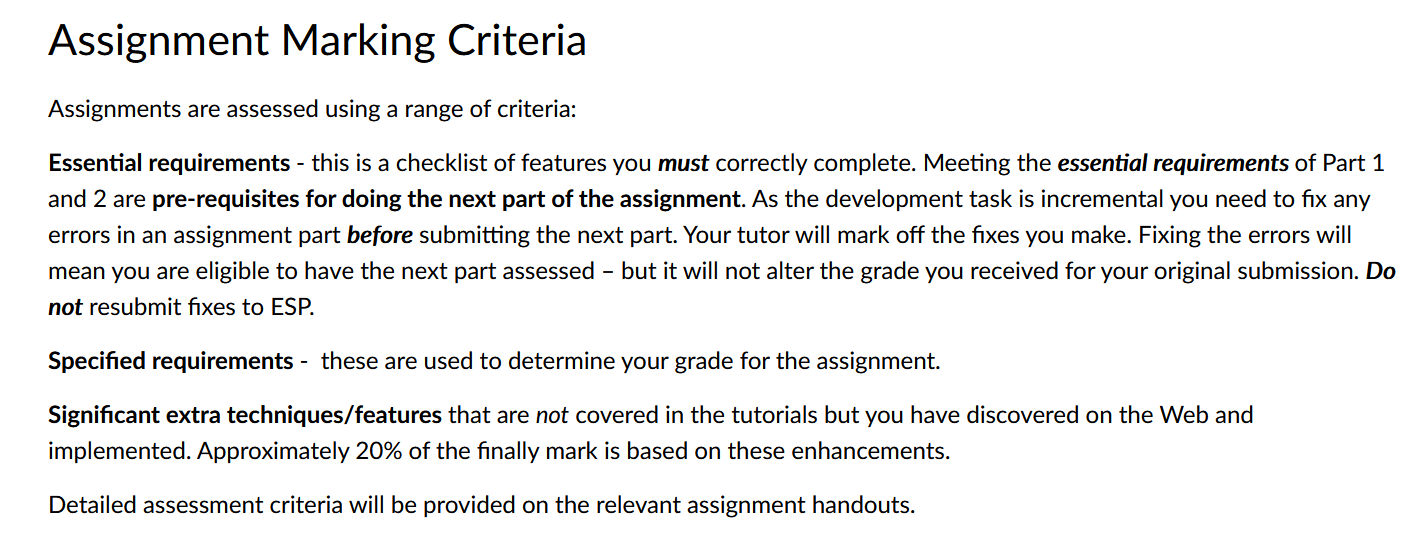 Assignment Marking Criteria
Assignments are assessed using a range of criteria:
Essential requirements - this is a checklist of features you must correctly complete. Meeting the essential requirements of Part 1
and 2 are pre-requisites for doing the next part of the assignment. As the development task is incremental you need to fix any
errors in an assignment part before submitting the next part. Your tutor will mark off the fixes you make. Fixing the errors will
mean you are eligible to have the next part assessed – but it will not alter the grade you received for your original submission. Do
not resubmit fixes to ESP.
Specified requirements - these are used to determine your grade for the assignment.
Significant extra techniques/features that are not covered in the tutorials but you have discovered on the Web and
implemented. Approximately 20% of the finally mark is based on these enhancements.
Detailed assessment criteria will be provided on the relevant assignment handouts.